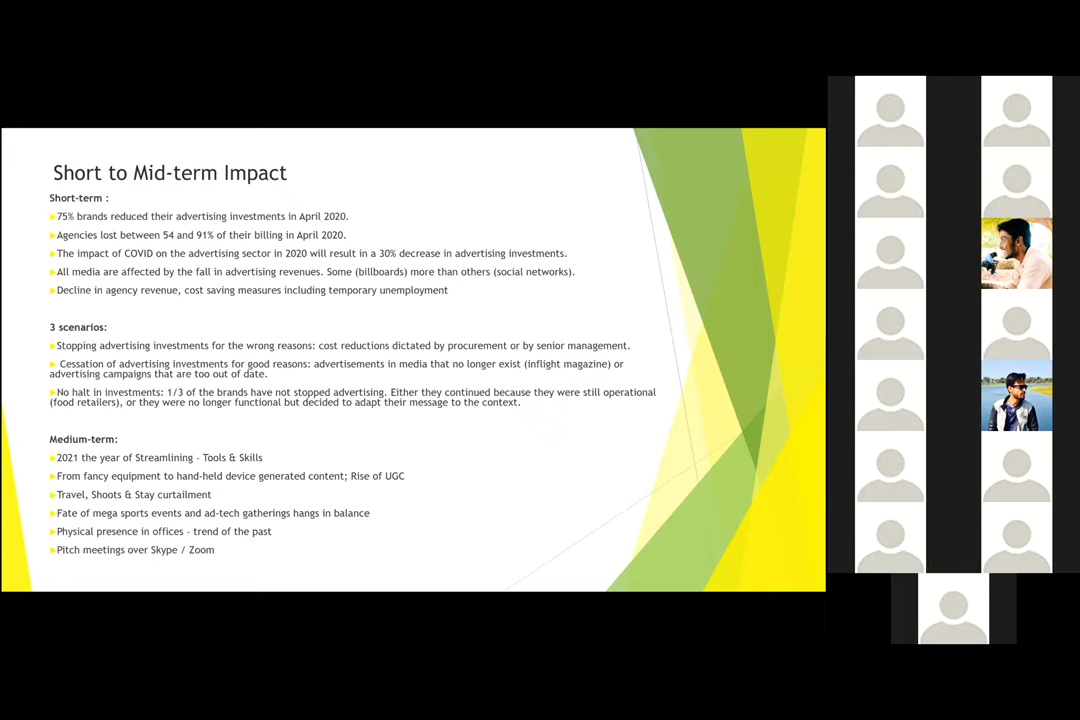 Short to Mid-term Impact
Short-term :
75% brands reduced their advertising investments in April 2020.
Agencies lost between 54 and 91% of their billing in April 2020.
The impact of COVID on the advertising sector in 2020 will result in a 30% decrease in advertising investments.
All media are affected by the fall in advertising revenues. Some (billboards) more than others (social networks).
Decline in agency revenue, cost saving measures including temporary unemployment
3 scenarios:
Stopping advertising investments for the wrong reasons: cost reductions dictated by procurement or by senior management.
Cessation of advertising investments for good reasons: advertisements in media that no longer exist (inflight magazine) or
advertising campaigns that are too out of date.
No halt in investments: 1/3 of the brands have not stopped advertising. Either they continued because they were still operational
(food retailers), or they were no longer functional but decided to adapt their message to the context.
Medium-term:
2021 the year of Streamlining - Tools & Skills
From fancy equipment to hand-held device generated content; Rise of UGC
Travel, Shoots & Stay curtailment
Fate of mega sports events and ad-tech gatherings hangs in balance
Physical presence in offices - trend of the past
Pitch meetings over Skype / Zoom